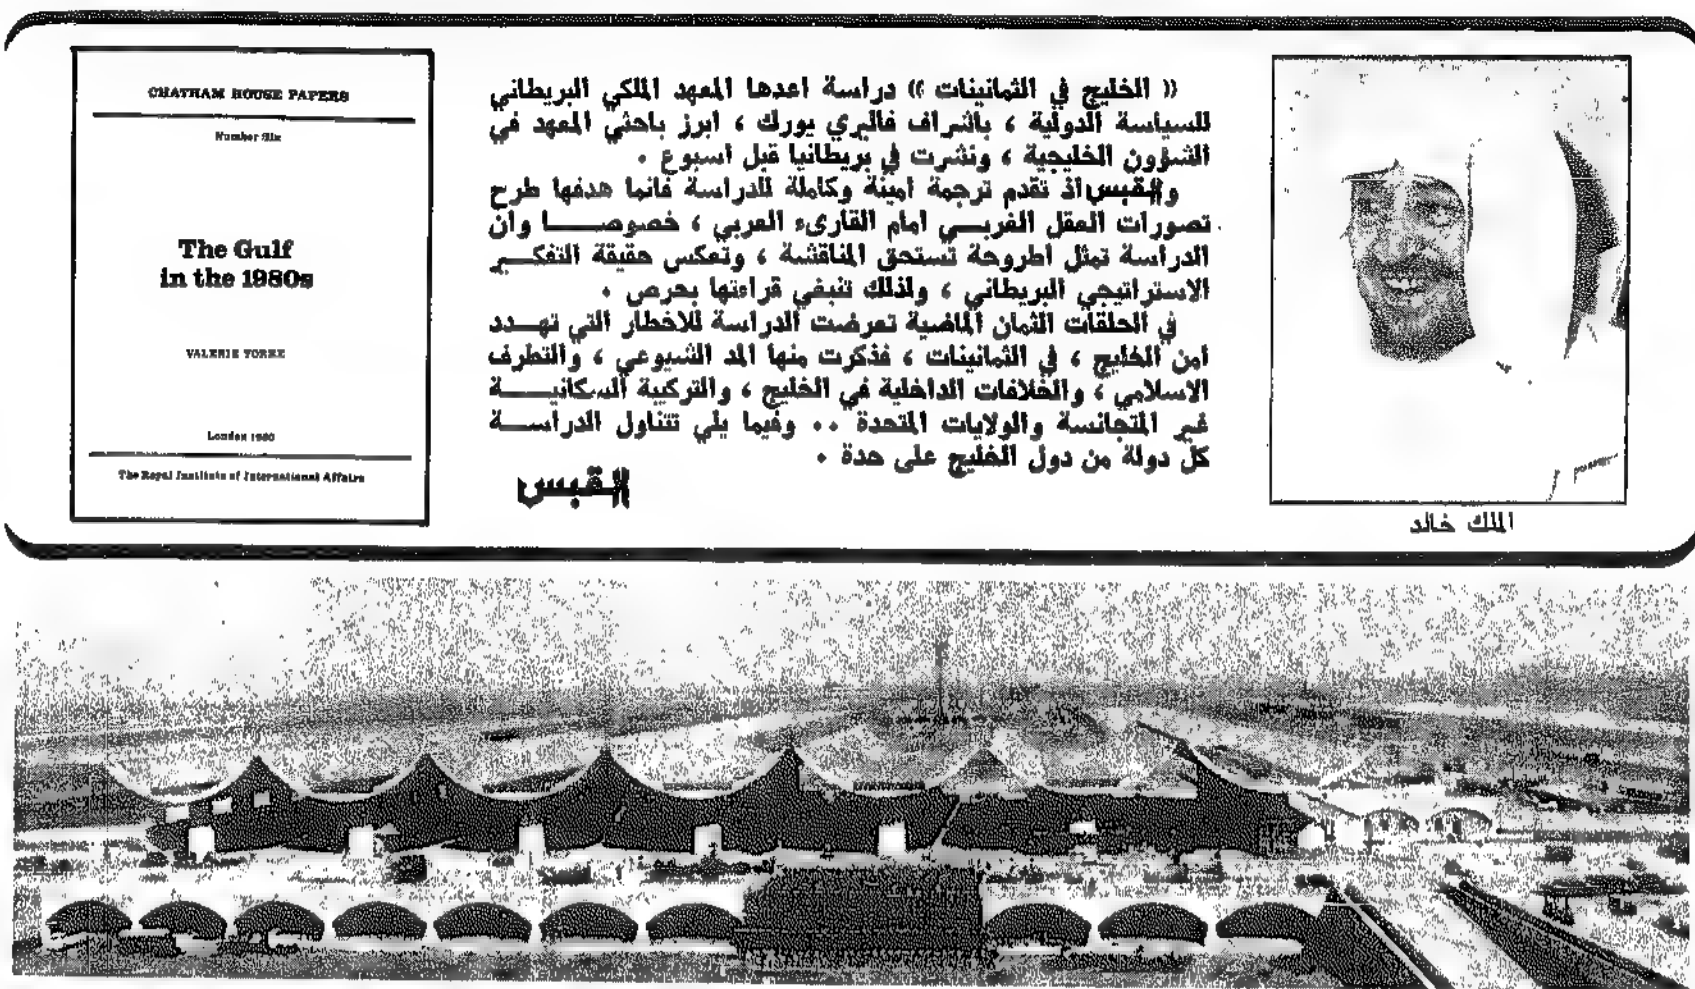 CHATHAM HOUSE PAPERS
Number Six
The Gulf
in the 1980s
VALERIE YORKE
London 1980
The Royal Institute of International Affairs
« الخليج في الثمانينات » دراسة اعدها المعهد الملكي البريطاني
للسياسة الدولية ، باشراف فاليري يورك ، ابرز باحثي المعهد في
الشؤون الخليجية ، ونشرت في بريطانيا قبل اسبوع .
والقبس اذ تقدم ترجمة امينة وكاملة للدراسة فانما هدفها طرح
تصورات العقل الغربي امام القارىء العربي ، خصوصا وان
الدراسة تمثل اطروحة تستحق المناقشة ، وتعكس حقيقة التفكير
الاستراتيجي البريطاني ، ولذلك تنبغي قراءتها بحرص .
في الحلقات الثمان الماضية تعرضت الدراسة للاخطار التي تهدد
امن الخليج ، في الثمانينات ، فذكرت منها المد الشيوعي ، والتطرف
الاسلامي ، والخلافات الداخلية في الخليج ، والتركيبة السكانية
غير المتجانسة والولايات المتحدة .. وفيما يلي تتناول الدراسة
كل دولة من دول الخليج على حدة .
القبس
الملك خالد